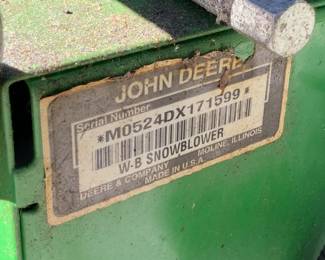 JOHN DEERE
Serial Number
*M0524DX171599*
W-B SNOWBLOWER
DEERE & COMPANY MOLINE, ILLINOIS
MADE IN U.S.A.